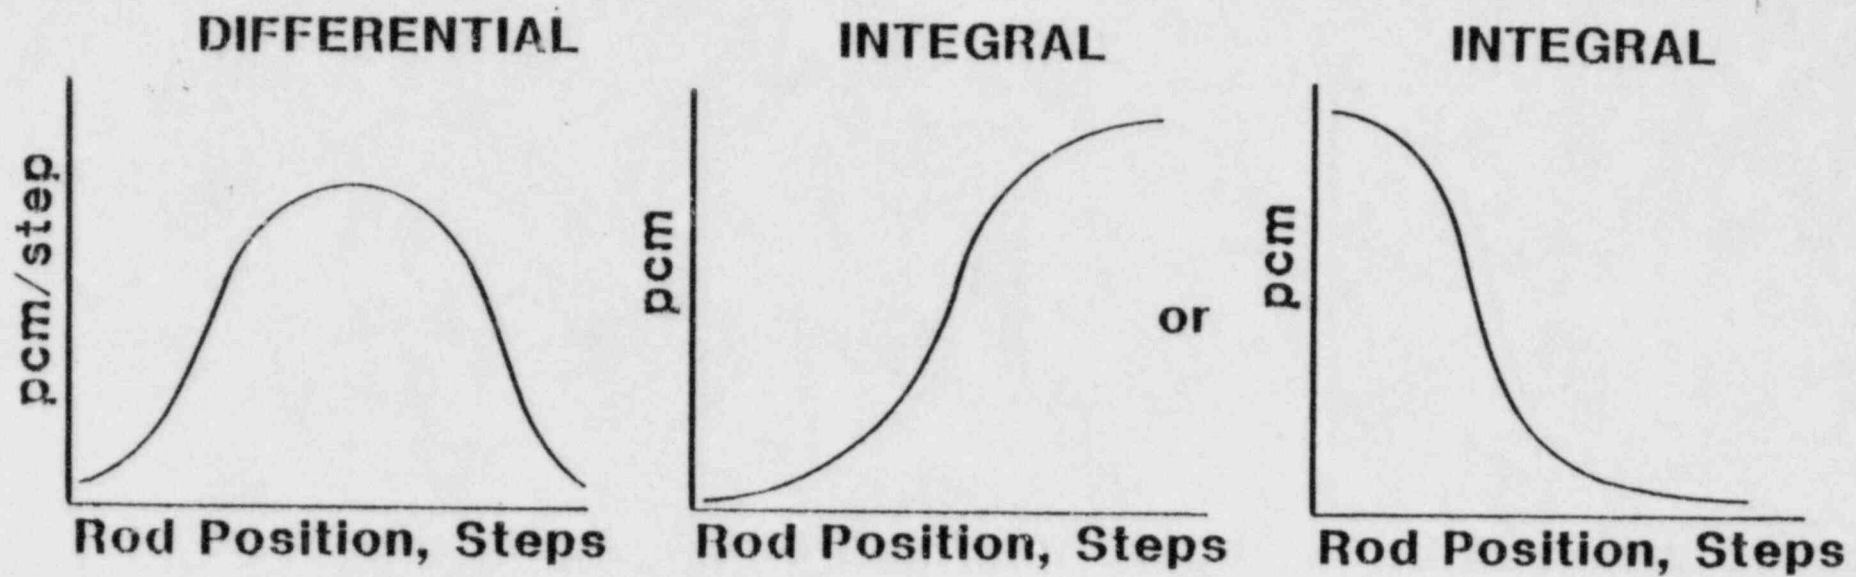 DIFFERENTIAL
pcm/step
Rod Position, Steps
INTEGRAL
pcm
Rod Position, Steps
or
INTEGRAL
pcm
Rod Position, Steps